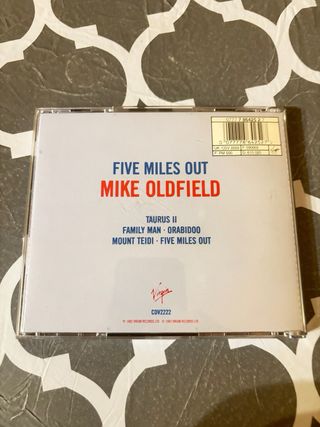 FIVE MILES OUT
MIKE OLDFIELD
TAURUS II
FAMILY MAN · ORABIDOO
MOUNT TEIDI · FIVE MILES OUT
Virgin
CDV2222